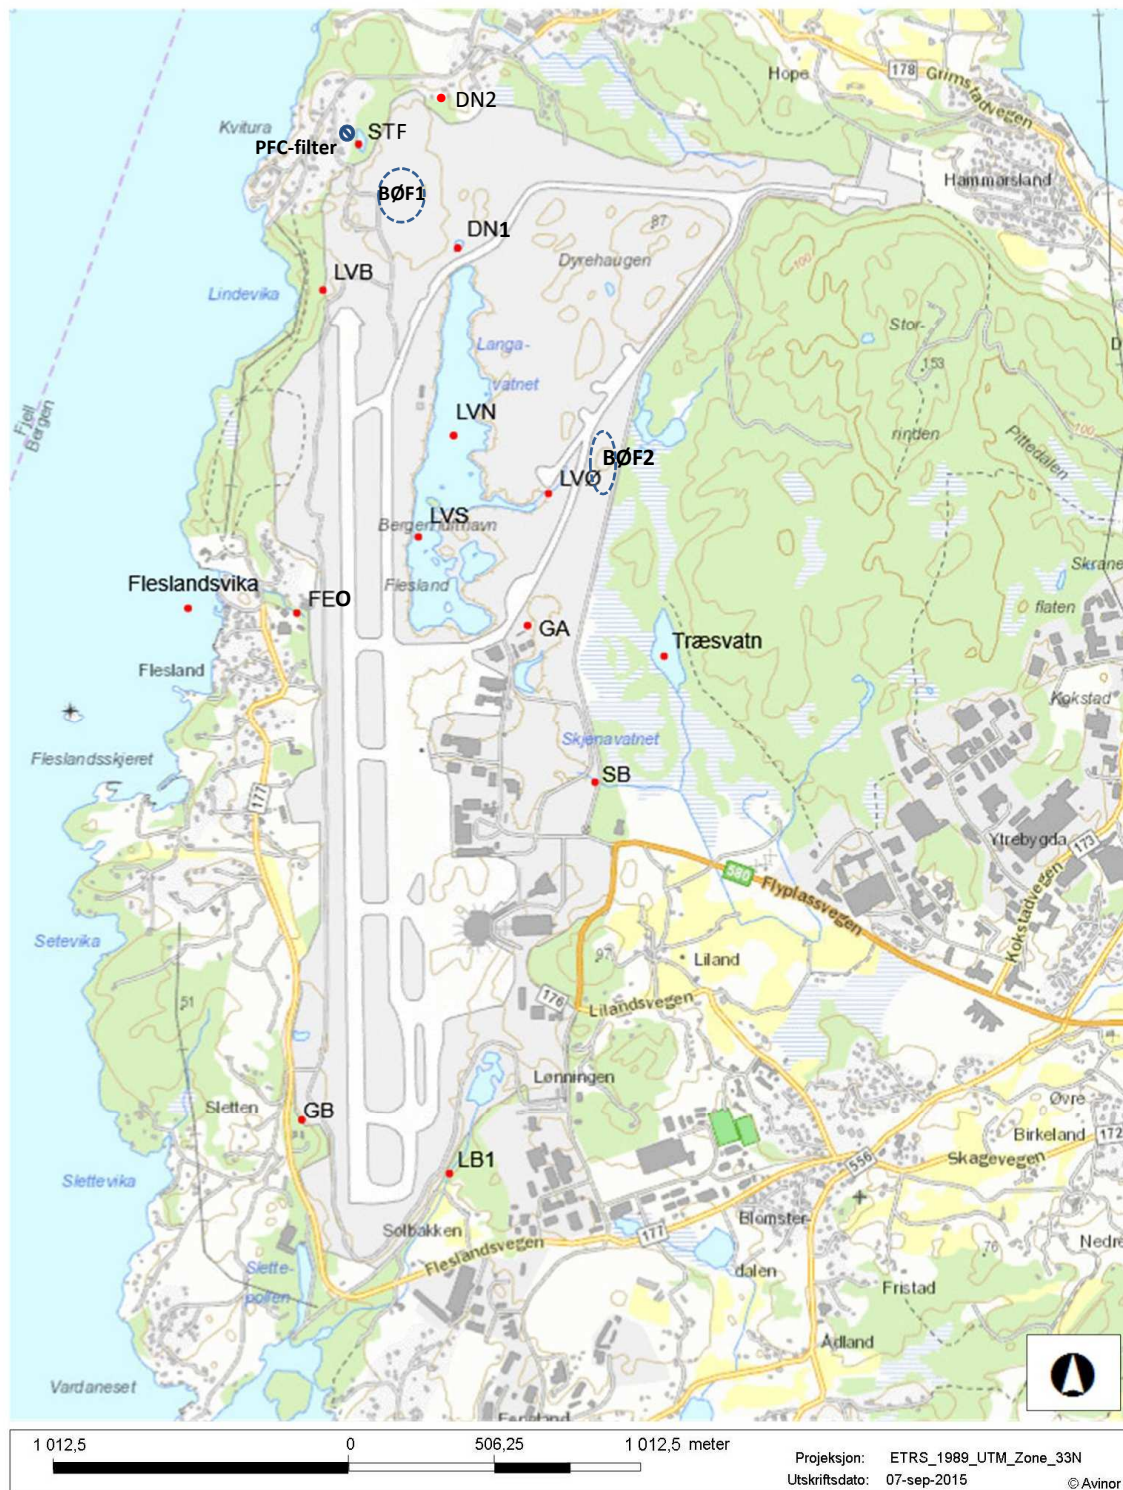 Hope
178
Grimstadvegen
DN2
Kvitura
STF
PFC-filter
Hammarsland
BØF1
87
DN1
Dyrehaugen
100
LVB
Lindevika
Stor-
Langa-
vatnet
D
153
Fjell
Bergen
LVN
rinden
100
Pittedalen
BØF2
LVØ
LVS
Bergen lufthavn
Flesland
Skrane
flaten
Fleslandsvika
FEO
GA
Træsvatn
Flesland
Kokstad
Skjenavatnet
Fleslandsskjeret
SB
177
Ytrebygda
173
580
Flyplassvegen
Kokstadvegen
Setevika
97
Liland
51
176
Lilandsvegen
Lønningen
Sletten
GB
Øvre
Birkeland
172
Skagevegen
LB1
556
Slettevika
Solbakken
Blomster-
177
Fleslandsvegen
76
Nedre
Slette-
pollen
dalen
Fristad
Ådland
Vardaneset
1 012,5 0 506,25 1 012,5 meter
Projeksjon: ETRS_1989_UTM_Zone_33N
Utskriftsdato: 07-sep-2015
© Avinor